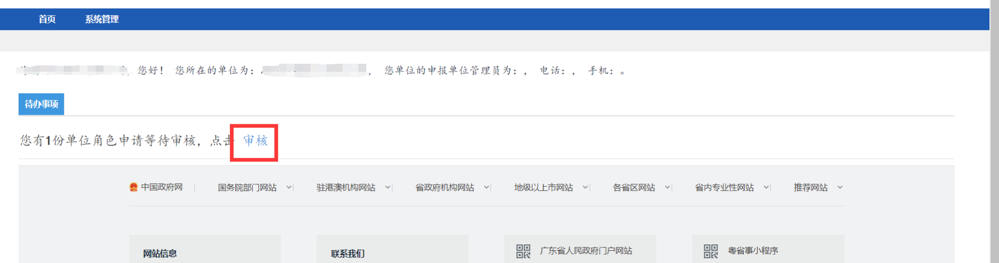 首页 系统管理
您好! 您所在的单位为: , 您单位的申报单位管理员为: , 电话: , 手机: 。
待办事项
您有1份单位角色申请等待审核, 点击 审核
中国政府网 国务院部门网站 驻港澳机构网站 省政府机构网站 地级以上市网站 各省区网站 省内专业性网站 推荐网站
网站信息 联系我们 广东省人民政府门户网站 粤省事小程序